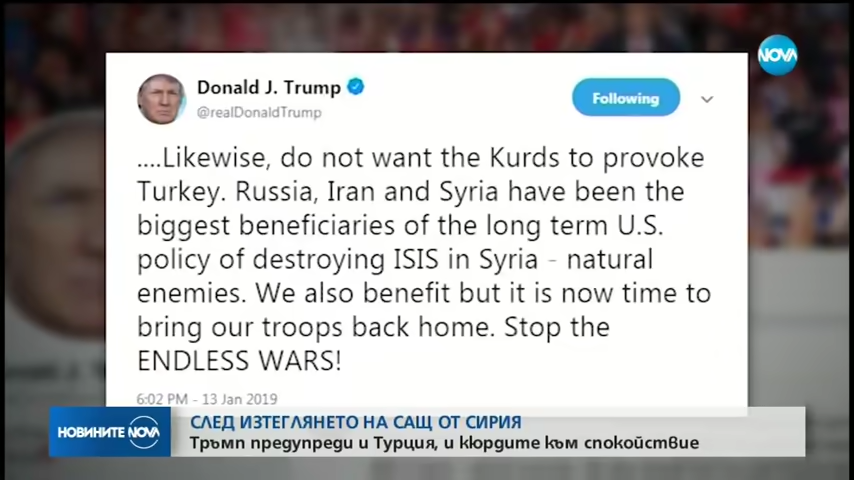 NOVA
Donald J. Trump
@realDonaldTrump
Following
....Likewise, do not want the Kurds to provoke
Turkey. Russia, Iran and Syria have been the
biggest beneficiaries of the long term U.S.
policy of destroying ISIS in Syria - natural
enemies. We also benefit but it is now time to
bring our troops back home. Stop the
ENDLESS WARS!
6:02 PM - 13 Jan 2019
НОВИНИТЕ NOVA
СЛЕД ИЗТЕГЛЯНЕТО НА САЩ ОТ СИРИЯ
Тръмп предупреди и Турция, и кюрдите към спокойствие